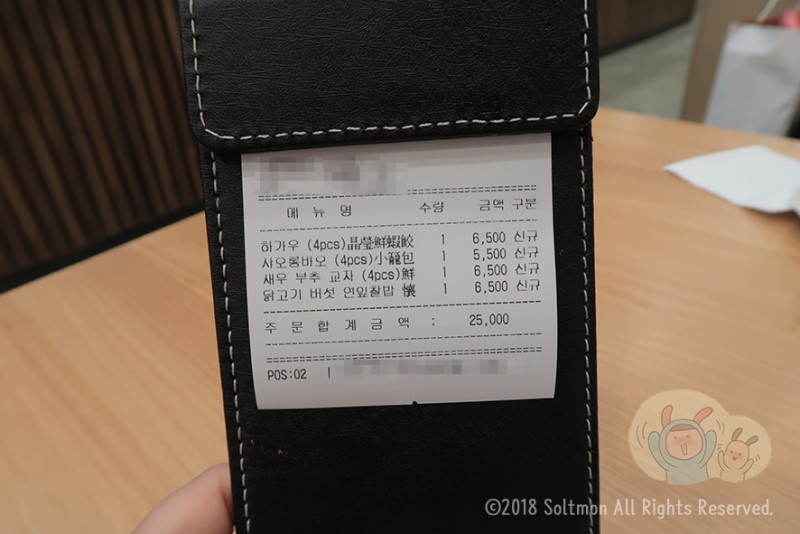 메 뉴 명 수량 금액 구분
하가우 (4pcs)晶瑩鮮蝦餃 1 6,500 신규
샤오롱바오 (4pcs)小籠包 1 5,500 신규
새우 부추 교자 (4pcs)鮮 1 6,500 신규
닭고기 버섯 연잎찰밥 懷 1 6,500 신규
주 문 합 계 금 액 : 25,000
POS:02 |
©2018 Soltmon All Rights Reserved.